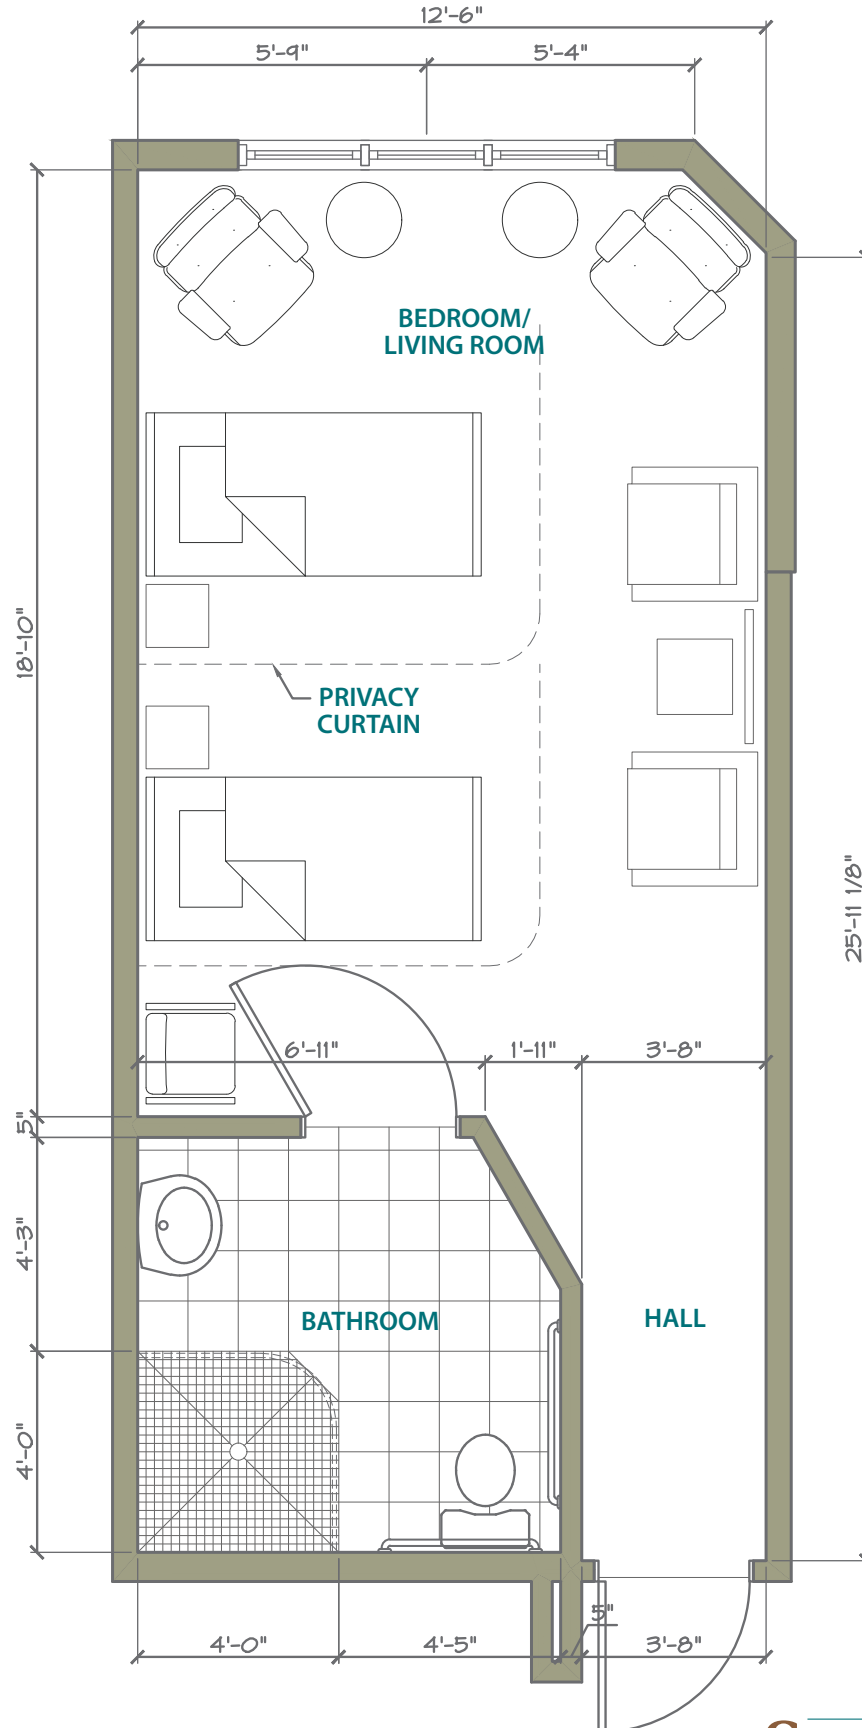 12'-6"
5'-9"
5'-4"
BEDROOM/
LIVING ROOM
18'-10"
PRIVACY
CURTAIN
25'-11 1/8"
6'-11"
1'-11"
3'-8"
5"
4'-3"
BATHROOM
HALL
4'-0"
5"
4'-0"
4'-5"
3'-8"